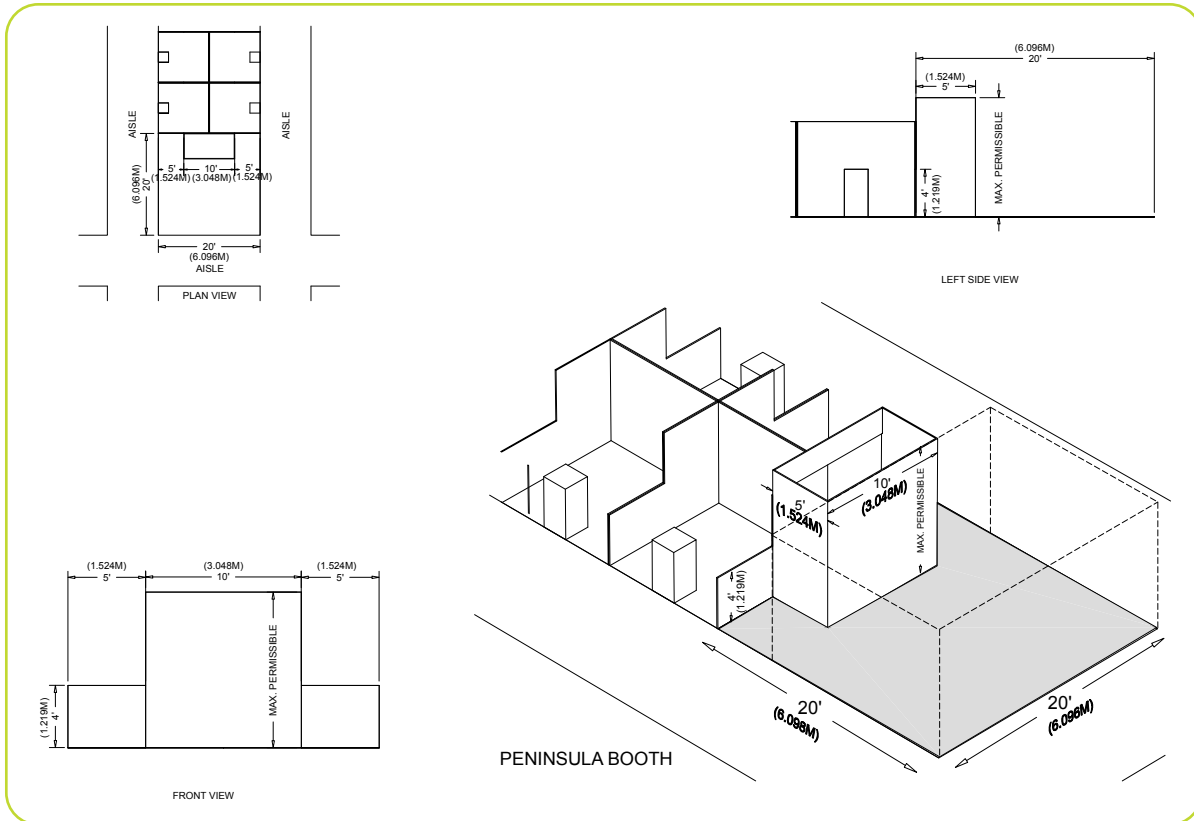 AISLE
AISLE
5'
10'
5'
(1.524M)
(3.048M)
(1.524M)
(6.096M)
20'
20'
(6.096M)
AISLE
PLAN VIEW
(6.096M)
20'
(1.524M)
5'
MAX. PERMISSIBLE
4'
(1.219M)
LEFT SIDE VIEW
(1.524M)
5'
(3.048M)
10'
(1.524M)
5'
MAX. PERMISSIBLE
(1.219M)
4'
FRONT VIEW
5'
(1.524M)
10'
(3.048M)
MAX. PERMISSIBLE
4'
(1.219M)
20'
(6.098M)
20'
(6.096M)
PENINSULA BOOTH